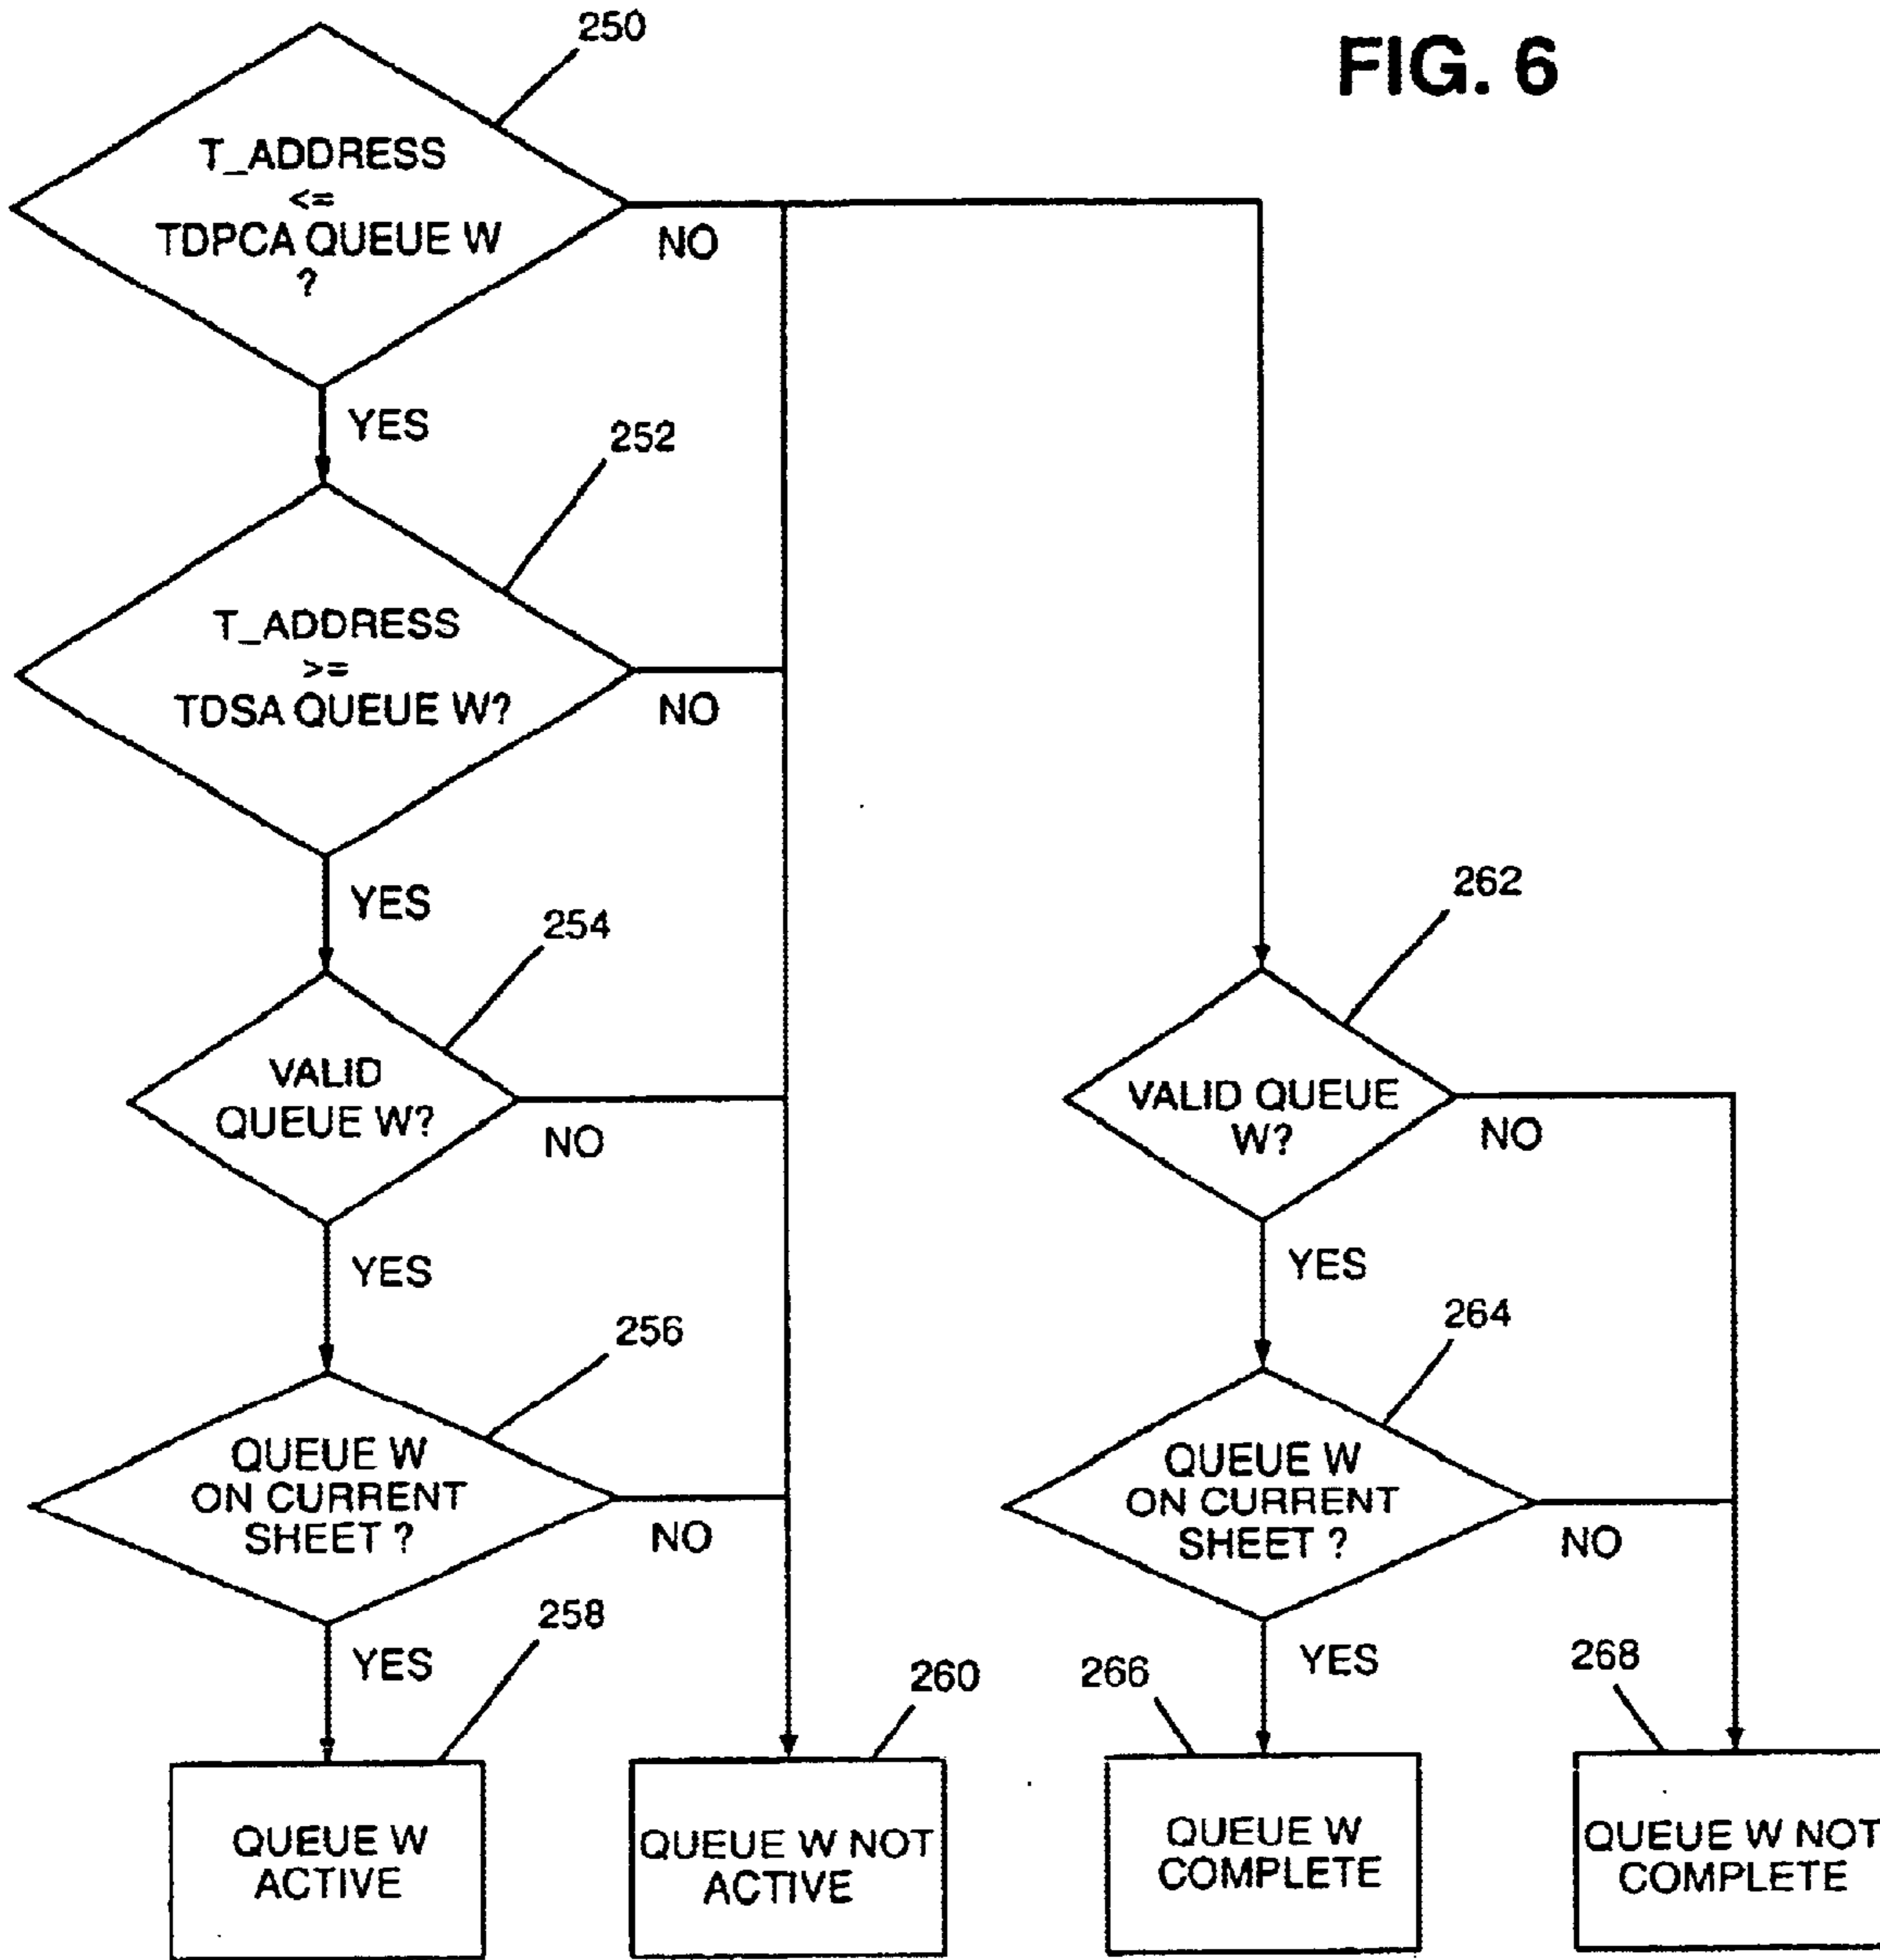 FIG. 6
250
T_ADDRESS
<=
TDPCA QUEUE W
?
NO
YES
252
T_ADDRESS
>=
TDSA QUEUE W?
NO
YES
254
VALID
QUEUE W?
NO
YES
256
QUEUE W
ON CURRENT
SHEET ?
NO
YES
258
QUEUE W
ACTIVE
260
QUEUE W NOT
ACTIVE
262
VALID QUEUE
W?
NO
YES
264
QUEUE W
ON CURRENT
SHEET ?
NO
YES
266
QUEUE W
COMPLETE
268
QUEUE W NOT
COMPLETE